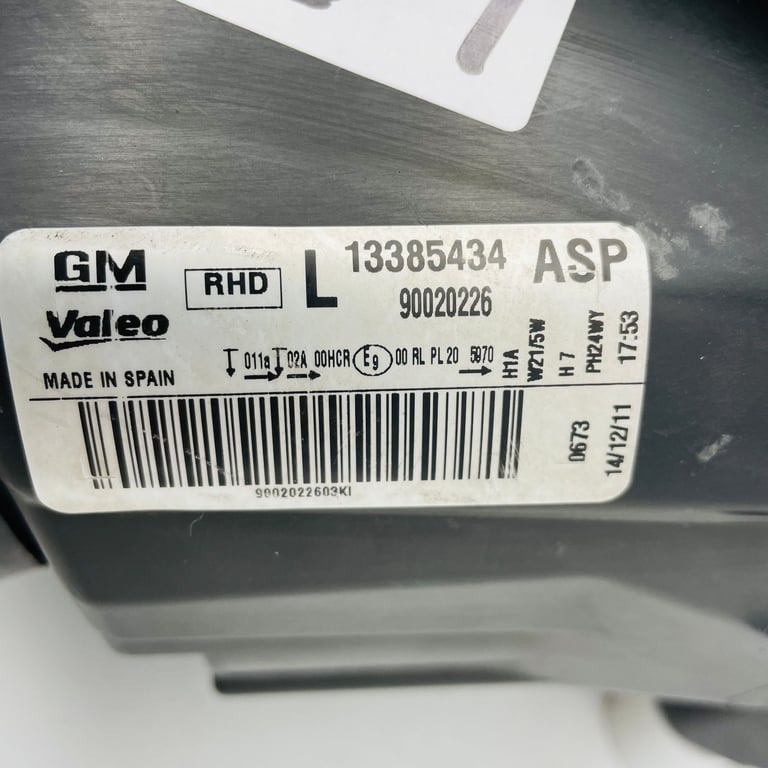 GM RHD L 13385434 ASP
Valeo 90020226
011a 02A 00HCR E9 00 RL PL 20 5970
MADE IN SPAIN
H1A
W21/5W
H 7
PH24WY
17:53
0673
14/12/11
9002022603KI